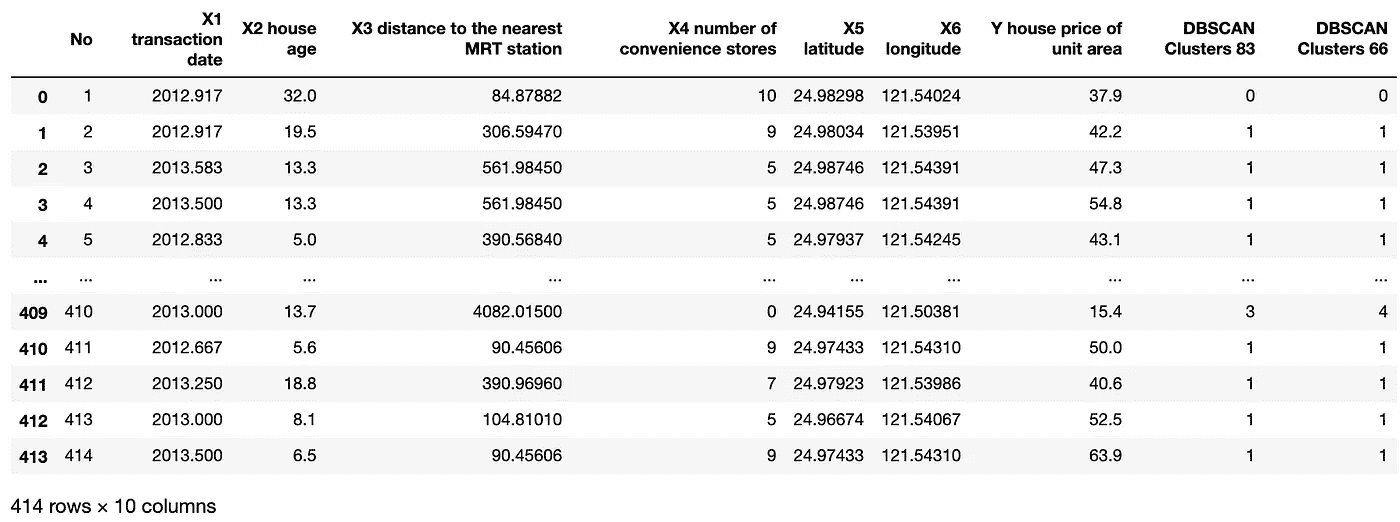 No X1 transaction date X2 house age X3 distance to the nearest MRT station X4 number of convenience stores X5 latitude X6 longitude Y house price of unit area DBSCAN Clusters 83 DBSCAN Clusters 66
0 1 2012.917 32.0 84.87882 10 24.98298 121.54024 37.9 0 0
1 2 2012.917 19.5 306.59470 9 24.98034 121.53951 42.2 1 1
2 3 2013.583 13.3 561.98450 5 24.98746 121.54391 47.3 1 1
3 4 2013.500 13.3 561.98450 5 24.98746 121.54391 54.8 1 1
4 5 2012.833 5.0 390.56840 5 24.97937 121.54245 43.1 1 1
... ... ... ... ... ... ... ... ... ... ...
409 410 2013.000 13.7 4082.01500 0 24.94155 121.50381 15.4 3 4
410 411 2012.667 5.6 90.45606 9 24.97433 121.54310 50.0 1 1
411 412 2013.250 18.8 390.96960 7 24.97923 121.53986 40.6 1 1
412 413 2013.000 8.1 104.81010 5 24.96674 121.54067 52.5 1 1
413 414 2013.500 6.5 90.45606 9 24.97433 121.54310 63.9 1 1
414 rows × 10 columns